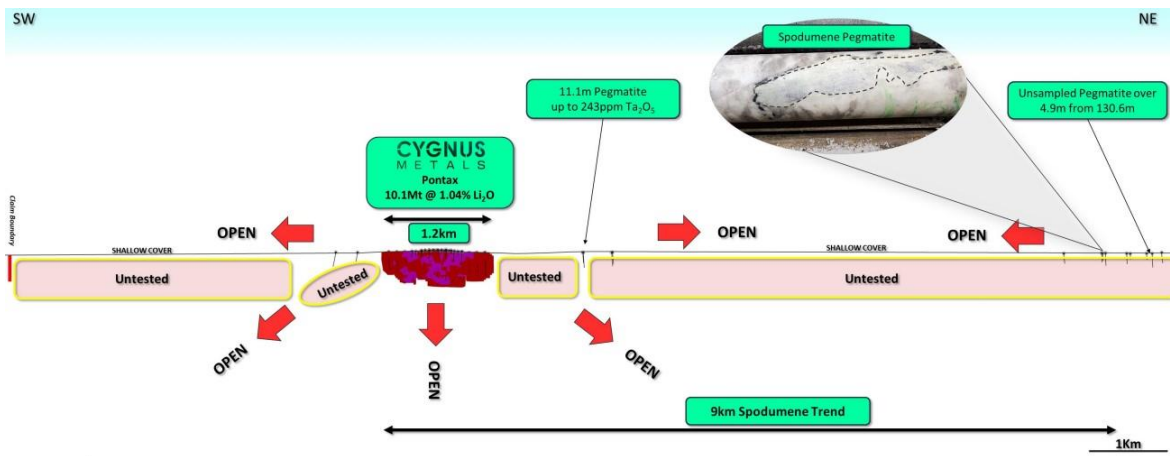 SW
NE
Spodumene Pegmatite
11.1m Pegmatite
up to 243ppm Ta₂O₅
Unsampled Pegmatite over
4.9m from 130.6m
CYGNUS
METALS
Pontax
10.1Mt @ 1.04% Li₂O
1.2km
Claim Boundary
OPEN
OPEN
OPEN
SHALLOW COVER
SHALLOW COVER
Untested
Untested
Untested
Untested
OPEN
OPEN
OPEN
9km Spodumene Trend
1Km